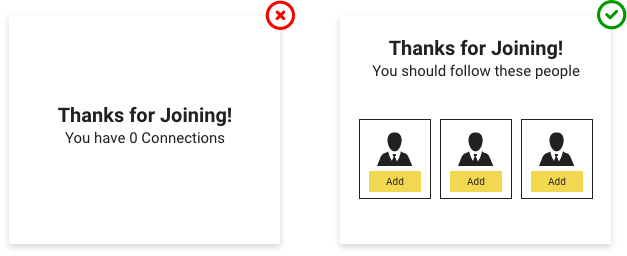 Thanks for Joining!
You have 0 Connections
Thanks for Joining!
You should follow these people
Add
Add
Add